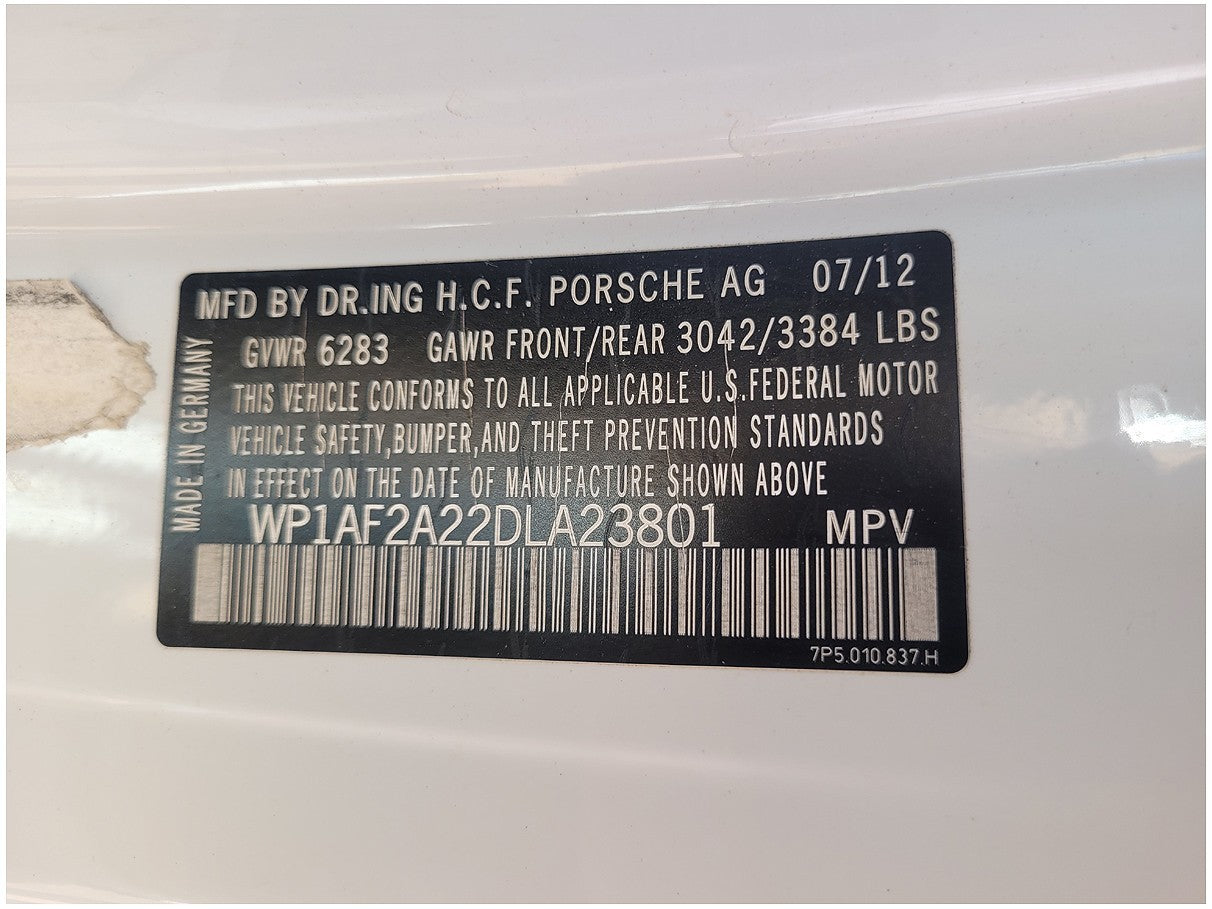 MFD BY DR.ING H.C.F. PORSCHE AG 07/12
GVWR 6283 GAWR FRONT/REAR 3042/3384 LBS
THIS VEHICLE CONFORMS TO ALL APPLICABLE U.S.FEDERAL MOTOR
VEHICLE SAFETY,BUMPER,AND THEFT PREVENTION STANDARDS
IN EFFECT ON THE DATE OF MANUFACTURE SHOWN ABOVE
WP1AF2A22DLA23801 MPV
7P5.010.837.H
MADE IN GERMANY